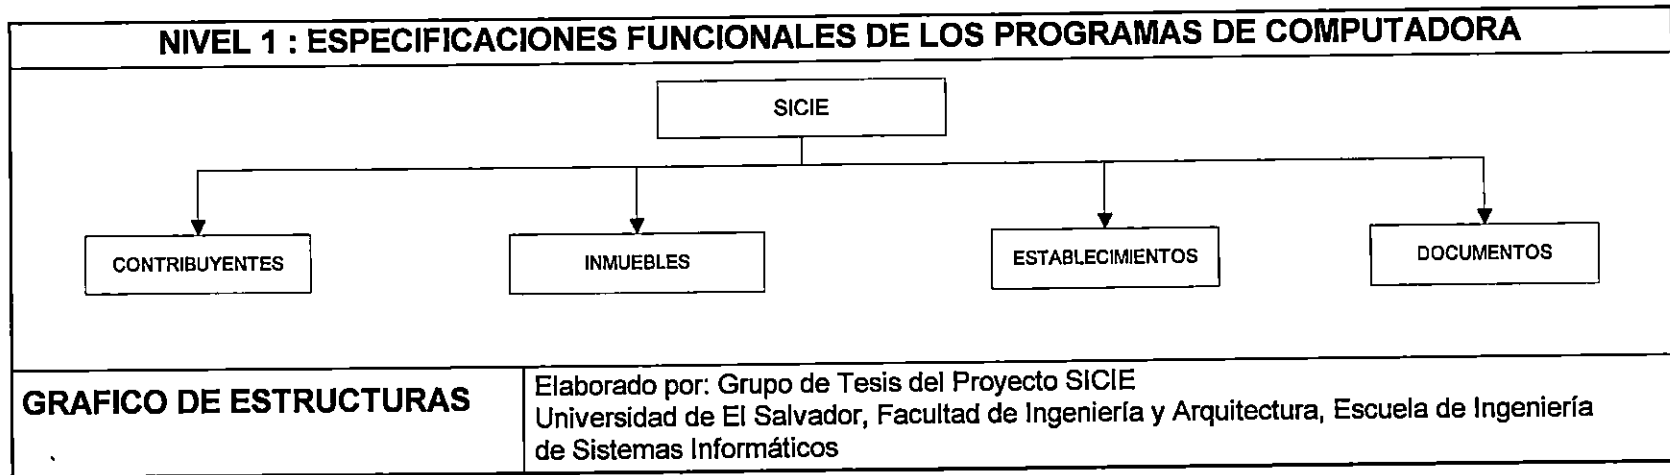 NIVEL 1 : ESPECIFICACIONES FUNCIONALES DE LOS PROGRAMAS DE COMPUTADORA
SICIE
CONTRIBUYENTES
INMUEBLES
ESTABLECIMIENTOS
DOCUMENTOS
GRAFICO DE ESTRUCTURAS
Elaborado por: Grupo de Tesis del Proyecto SICIE
Universidad de El Salvador, Facultad de Ingeniería y Arquitectura, Escuela de Ingeniería
de Sistemas Informáticos